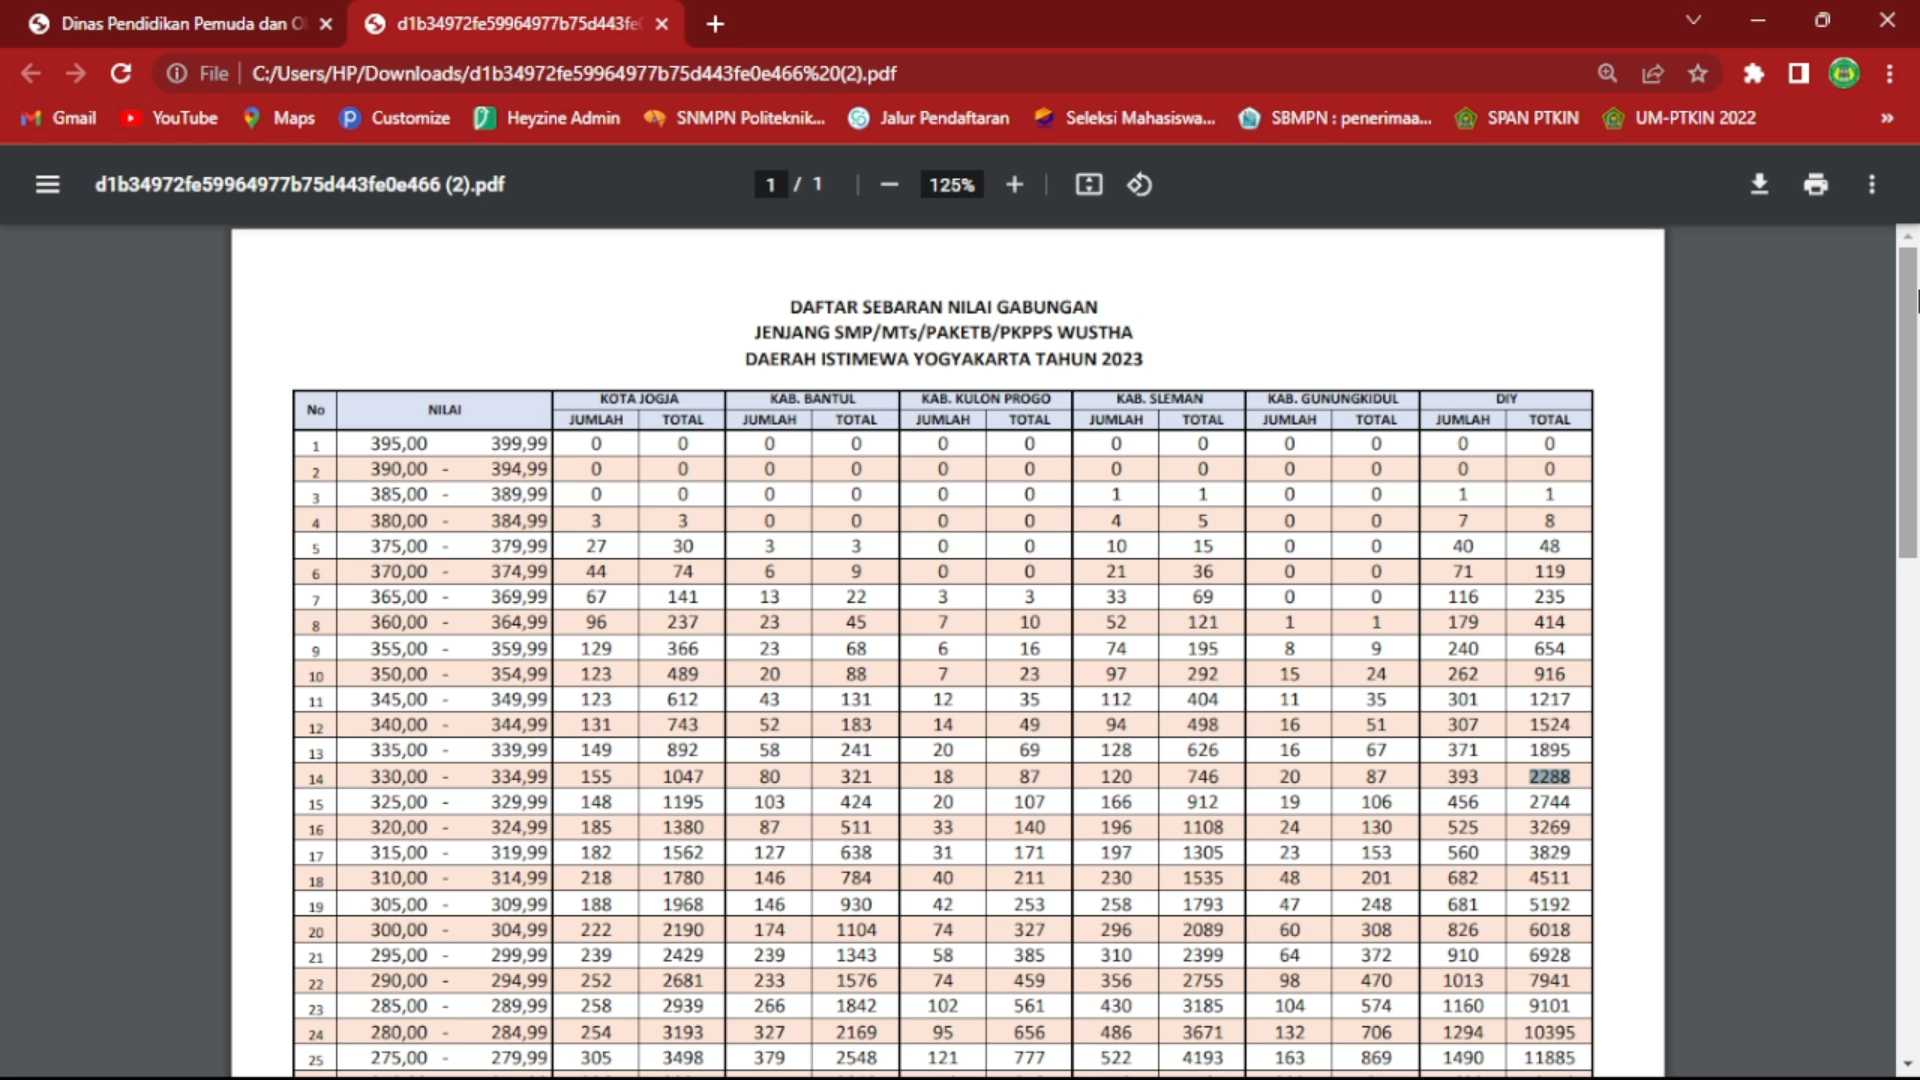 Dinas Pendidikan Pemuda dan O
d1b34972fe59964977b75d443fe
File
C:/Users/HP/Downloads/d1b34972fe59964977b75d443fe0e466%20(2).pdf
Gmail YouTube Maps Customize Heyzine Admin SNMPN Politeknik... Jalur Pendaftaran Seleksi Mahasiswa... SBMPN : penerimaa... SPAN PTKIN UM-PTKIN 2022 »
d1b34972fe59964977b75d443fe0e466 (2).pdf 1 / 1 125%
DAFTAR SEBARAN NILAI GABUNGAN
JENJANG SMP/MTs/PAKETB/PKPPS WUSTHA
DAERAH ISTIMEWA YOGYAKARTA TAHUN 2023
No NILAI KOTA JOGJA KAB. BANTUL KAB. KULON PROGO KAB. SLEMAN KAB. GUNUNGKIDUL DIY
JUMLAH TOTAL JUMLAH TOTAL JUMLAH TOTAL JUMLAH TOTAL JUMLAH TOTAL JUMLAH TOTAL
1 395,00 399,99 0 0 0 0 0 0 0 0 0 0 0 0
2 390,00 - 394,99 0 0 0 0 0 0 0 0 0 0 0 0
3 385,00 - 389,99 0 0 0 0 0 0 1 1 0 0 1 1
4 380,00 - 384,99 3 3 0 0 0 0 4 5 0 0 7 8
5 375,00 - 379,99 27 30 3 3 0 0 10 15 0 0 40 48
6 370,00 - 374,99 44 74 6 9 0 0 21 36 0 0 71 119
7 365,00 - 369,99 67 141 13 22 3 3 33 69 0 0 116 235
8 360,00 - 364,99 96 237 23 45 7 10 52 121 1 1 179 414
9 355,00 - 359,99 129 366 23 68 6 16 74 195 8 9 240 654
10 350,00 - 354,99 123 489 20 88 7 23 97 292 15 24 262 916
11 345,00 - 349,99 123 612 43 131 12 35 112 404 11 35 301 1217
12 340,00 - 344,99 131 743 52 183 14 49 94 498 16 51 307 1524
13 335,00 - 339,99 149 892 58 241 20 69 128 626 16 67 371 1895
14 330,00 - 334,99 155 1047 80 321 18 87 120 746 20 87 393 2288
15 325,00 - 329,99 148 1195 103 424 20 107 166 912 19 106 456 2744
16 320,00 - 324,99 185 1380 87 511 33 140 196 1108 24 130 525 3269
17 315,00 - 319,99 182 1562 127 638 31 171 197 1305 23 153 560 3829
18 310,00 - 314,99 218 1780 146 784 40 211 230 1535 48 201 682 4511
19 305,00 - 309,99 188 1968 146 930 42 253 258 1793 47 248 681 5192
20 300,00 - 304,99 222 2190 174 1104 74 327 296 2089 60 308 826 6018
21 295,00 - 299,99 239 2429 239 1343 58 385 310 2399 64 372 910 6928
22 290,00 - 294,99 252 2681 233 1576 74 459 356 2755 98 470 1013 7941
23 285,00 - 289,99 258 2939 266 1842 102 561 430 3185 104 574 1160 9101
24 280,00 - 284,99 254 3193 327 2169 95 656 486 3671 132 706 1294 10395
25 275,00 - 279,99 305 3498 379 2548 121 777 522 4193 163 869 1490 11885